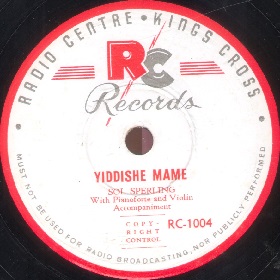 RADIO CENTRE • KINGS CROSS •
RC
Records
YIDDISHE MAME
SOL SPERLING
With Pianoforte and Violin
Accompaniment
COPY-
RIGHT
CONTROL
RC-1004
MUST NOT BE USED FOR RADIO BROADCASTING, NOR PUBLICLY PERFORMED